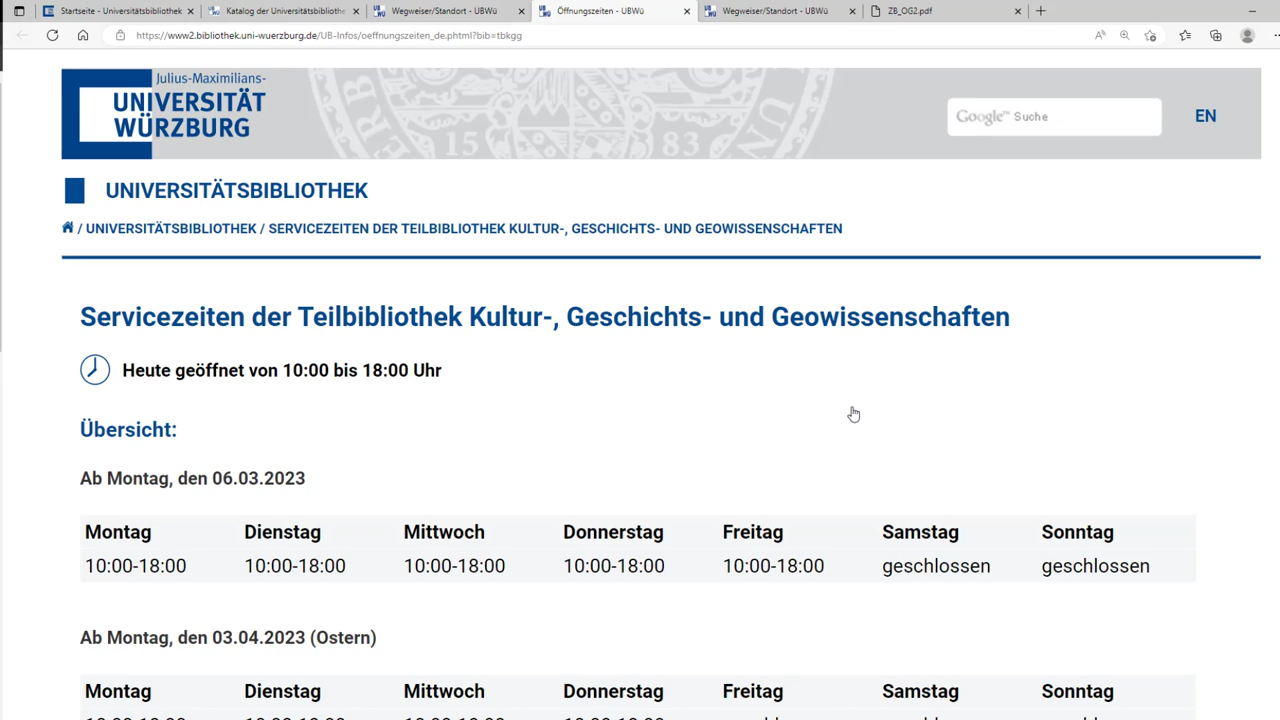 Startseite - Universitätsbibliothek
Katalog der Universitätsbibliothe
Wegweiser/Standort - UBWü
Öffnungszeiten - UBWü
Wegweiser/Standort - UBWü
ZB_OG2.pdf
https://www2.bibliothek.uni-wuerzburg.de/UB-Infos/oeffnungszeiten_de.phtml?bib=tbkgg
Julius-Maximilians-
UNIVERSITÄT
WÜRZBURG
15 83
Google™ Suche
EN
UNIVERSITÄTSBIBLIOTHEK
/ UNIVERSITÄTSBIBLIOTHEK / SERVICEZEITEN DER TEILBIBLIOTHEK KULTUR-, GESCHICHTS- UND GEOWISSENSCHAFTEN
Servicezeiten der Teilbibliothek Kultur-, Geschichts- und Geowissenschaften
Heute geöffnet von 10:00 bis 18:00 Uhr
Übersicht:
Ab Montag, den 06.03.2023
Montag Dienstag Mittwoch Donnerstag Freitag Samstag Sonntag
10:00-18:00 10:00-18:00 10:00-18:00 10:00-18:00 10:00-18:00 geschlossen geschlossen
Ab Montag, den 03.04.2023 (Ostern)
Montag Dienstag Mittwoch Donnerstag Freitag Samstag Sonntag